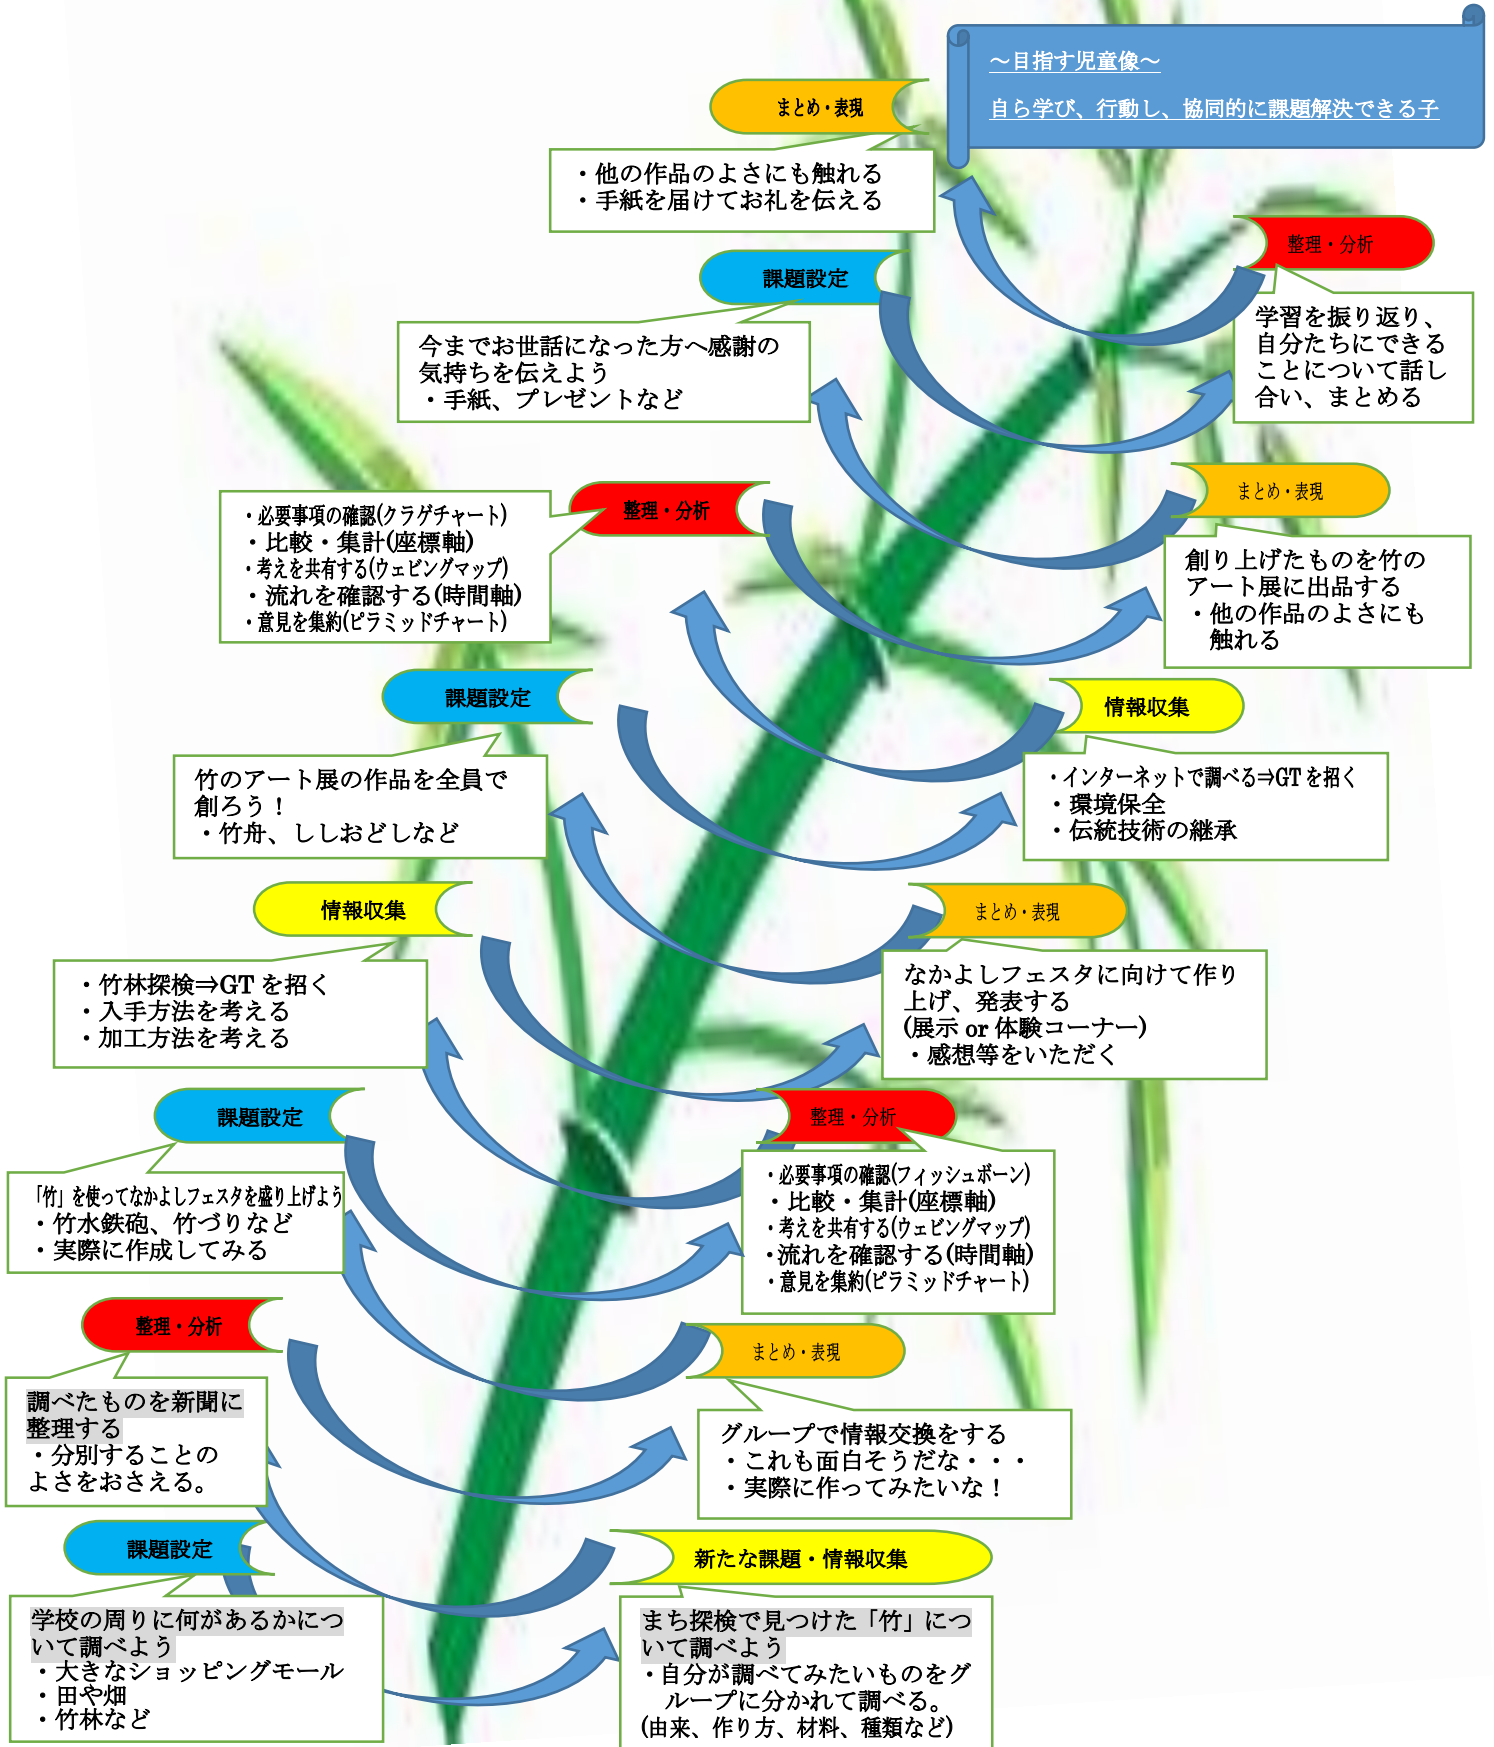 ～目指す児童像～
自ら学び、行動し、協同的に課題解決できる子
まとめ・表現
・他の作品のよさにも触れる
・手紙を届けてお礼を伝える
整理・分析
学習を振り返り、
自分たちにできる
ことについて話し
合い、まとめる
課題設定
今までお世話になった方へ感謝の
気持ちを伝えよう
・手紙、プレゼントなど
まとめ・表現
創り上げたものを竹の
アート展に出品する
・他の作品のよさにも
触れる
整理・分析
・必要事項の確認(クラゲチャート)
・比較・集計(座標軸)
・考えを共有する(ウェビングマップ)
・流れを確認する(時間軸)
・意見を集約(ピラミッドチャート)
情報収集
・インターネットで調べる⇒GTを招く
・環境保全
・伝統技術の継承
課題設定
竹のアート展の作品を全員で
創ろう！
・竹舟、ししおどしなど
まとめ・表現
なかよしフェスタに向けて作り
上げ、発表する
(展示 or 体験コーナー)
・感想等をいただく
情報収集
・竹林探検⇒GT を招く
・入手方法を考える
・加工方法を考える
整理・分析
・必要事項の確認(フィッシュボーン)
・比較・集計(座標軸)
・考えを共有する(ウェビングマップ)
・流れを確認する(時間軸)
・意見を集約(ピラミッドチャート)
課題設定
「竹」を使ってなかよしフェスタを盛り上げよう
・竹水鉄砲、竹づりなど
・実際に作成してみる
まとめ・表現
グループで情報交換をする
・これも面白そうだな・・・
・実際に作ってみたいな！
整理・分析
調べたものを新聞に
整理する
・分別することの
よさをおさえる。
新たな課題・情報収集
まち探検で見つけた「竹」につ
いて調べよう
・自分が調べてみたいものをグ
ループに分かれて調べる。
(由来、作り方、材料、種類など)
課題設定
学校の周りに何があるかにつ
いて調べよう
・大きなショッピングモール
・田や畑
・竹林など